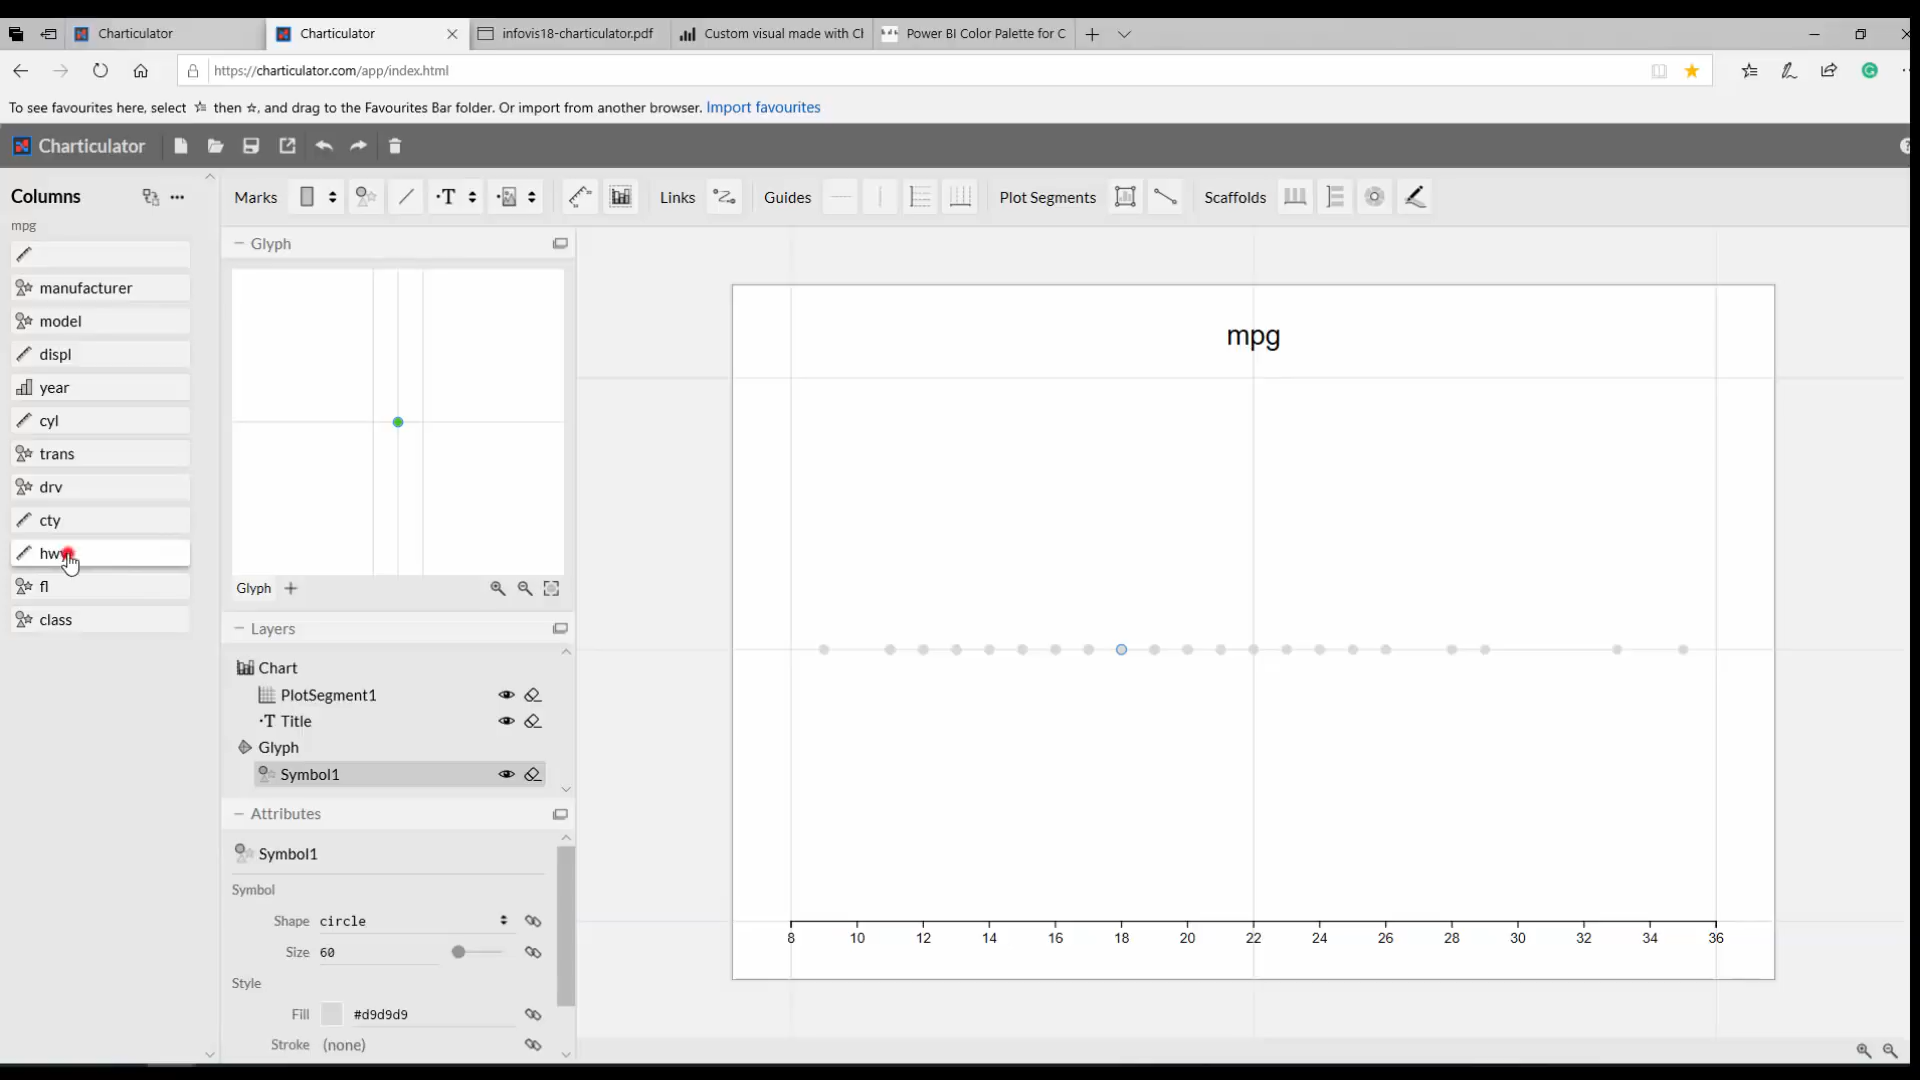 Charticulator
Charticulator
infovis18-charticulator.pdf
Custom visual made with Cl
Power BI Color Palette for C
https://charticulator.com/app/index.html
To see favourites here, select then ☆, and drag to the Favourites Bar folder. Or import from another browser. Import favourites
Charticulator
Columns
Marks
Links
Guides
Plot Segments
Scaffolds
mpg
manufacturer
model
displ
year
cyl
trans
drv
cty
hwy
fl
class
Glyph
Glyph
Layers
Chart
PlotSegment1
T Title
Glyph
Symbol1
Attributes
Symbol1
Symbol
Shape circle
Size 60
Style
Fill #d9d9d9
Stroke (none)
mpg
8 10 12 14 16 18 20 22 24 26 28 30 32 34 36